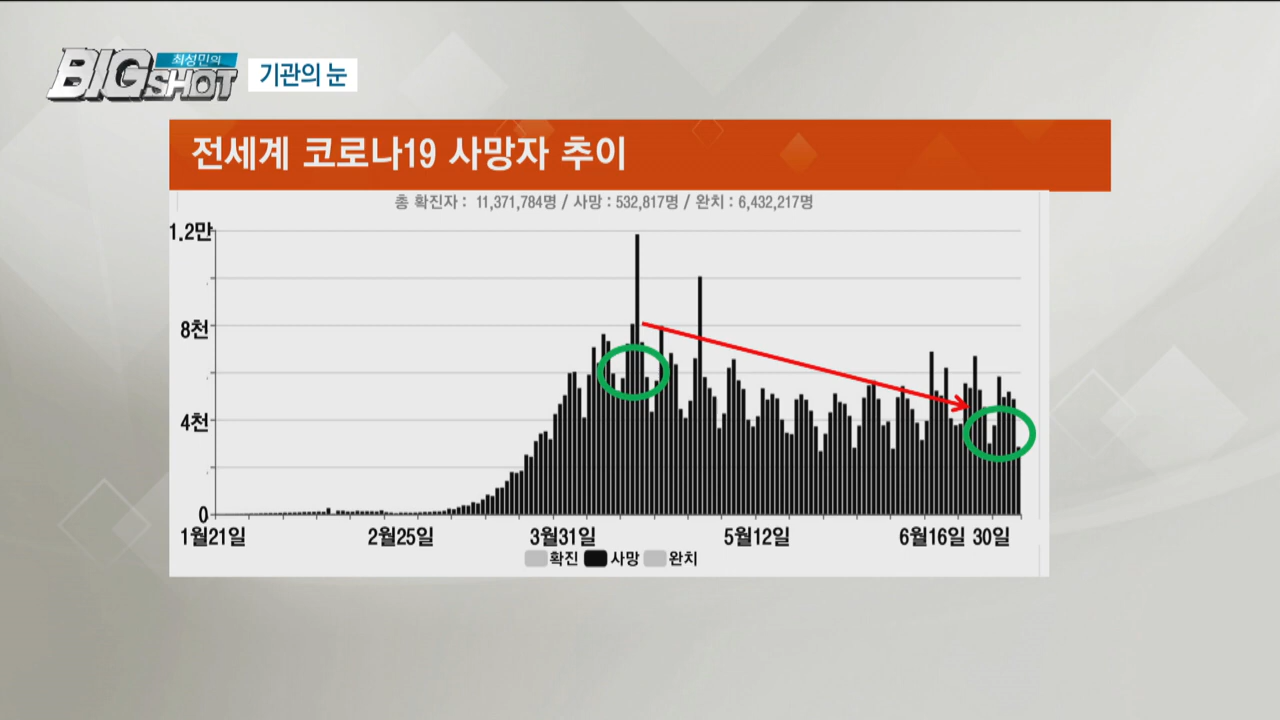 BIG 최성민의
SHOT
기관의 눈
전세계 코로나19 사망자 추이
총 확진자 : 11,371,784명 / 사망 : 532,817명 / 완치 : 6,432,217명
1.2만
8천
4천
0
1월21일 2월25일 3월31일 5월12일 6월16일 30일
확진 사망 완치